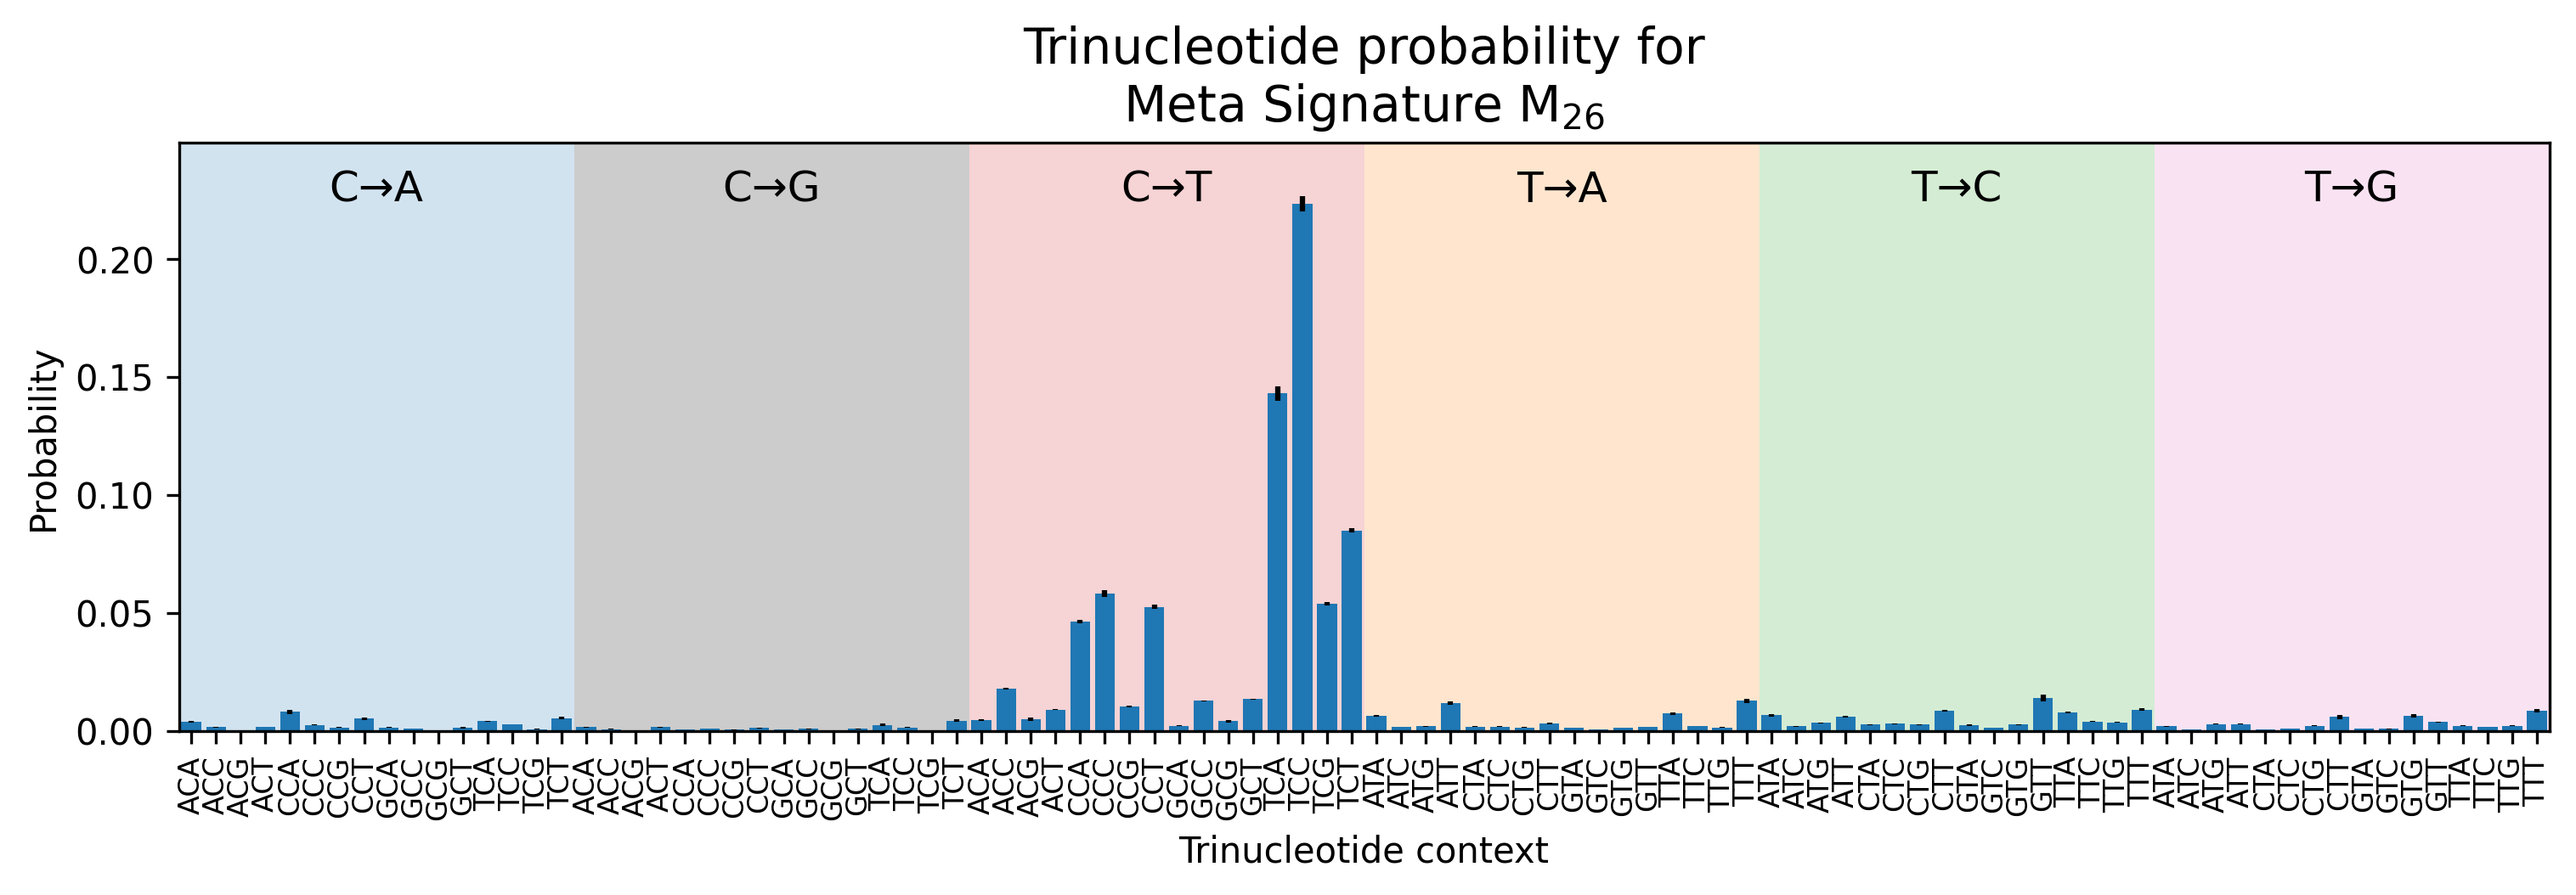 Trinucleotide probability for
Meta Signature M₂₆
C→A C→G C→T T→A T→C T→G
Probability
0.20
0.15
0.10
0.05
0.00
ACA ACC ACG ACT CCA CCC CCG CCT GCA GCC GCG GCT TCA TCC TCG TCT ACA ACC ACG ACT CCA CCC CCG CCT GCA GCC GCG GCT TCA TCC TCG TCT ACA ACC ACG ACT CCA CCC CCG CCT GCA GCC GCG GCT TCA TCC TCG TCT ATA ATC ATG ATT CTA CTC CTG CTT GTA GTC GTG GTT TTA TTC TTG TTT ATA ATC ATG ATT CTA CTC CTG CTT GTA GTC GTG GTT TTA TTC TTG TTT ATA ATC ATG ATT CTA CTC CTG CTT GTA GTC GTG GTT TTA TTC TTG TTT
Trinucleotide context